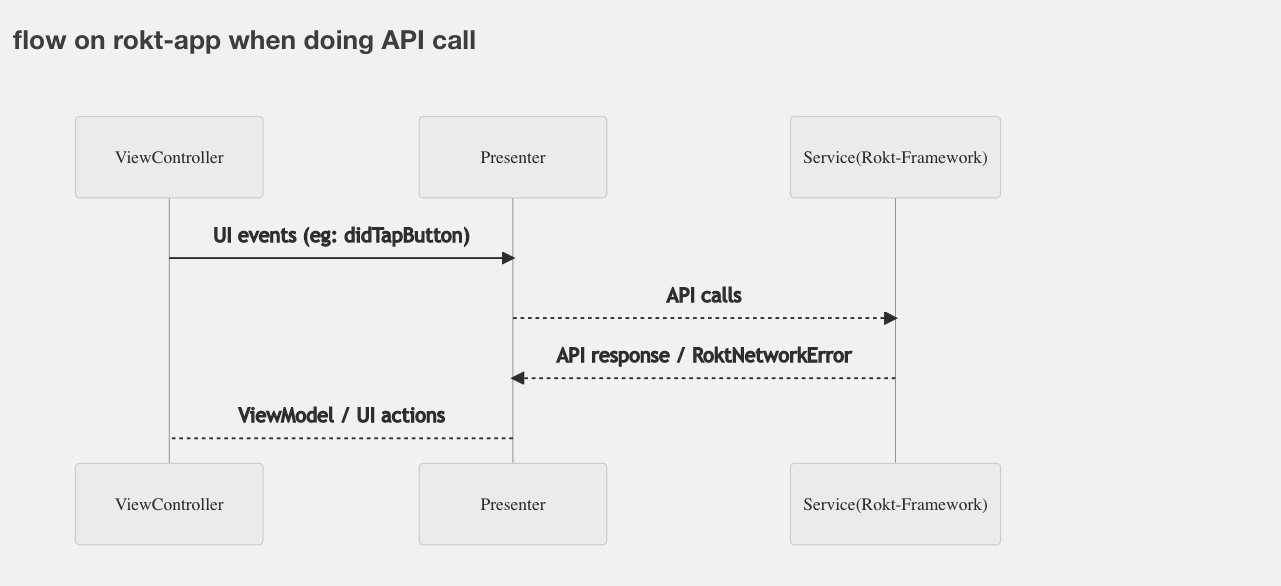 flow on rokt-app when doing API call
ViewController
Presenter
Service(Rokt-Framework)
UI events (eg: didTapButton)
API calls
API response / RoktNetworkError
ViewModel / UI actions
ViewController
Presenter
Service(Rokt-Framework)